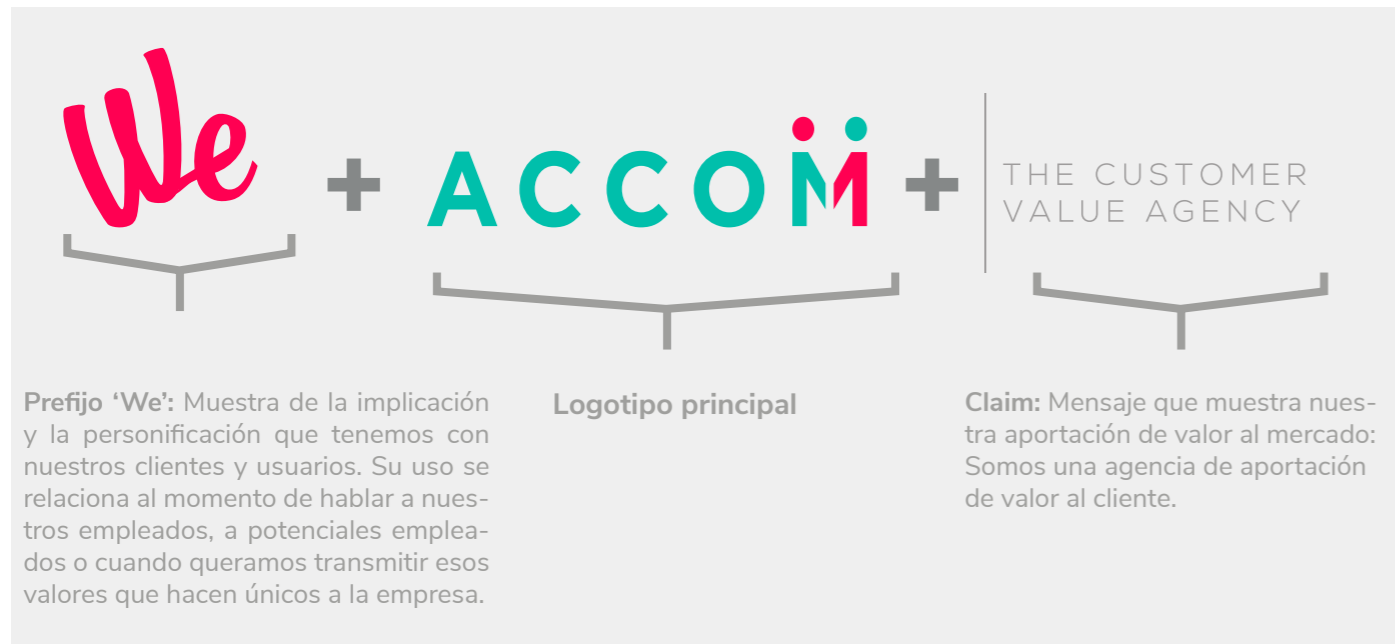 We + ACCOM + THE CUSTOMER
VALUE AGENCY
Prefijo ‘We’: Muestra de la implicación
y la personificación que tenemos con
nuestros clientes y usuarios. Su uso se
relaciona al momento de hablar a nues-
tros empleados, a potenciales emplea-
dos o cuando queramos transmitir esos
valores que hacen únicos a la empresa.
Logotipo principal
Claim: Mensaje que muestra nues-
tra aportación de valor al mercado:
Somos una agencia de aportación
de valor al cliente.